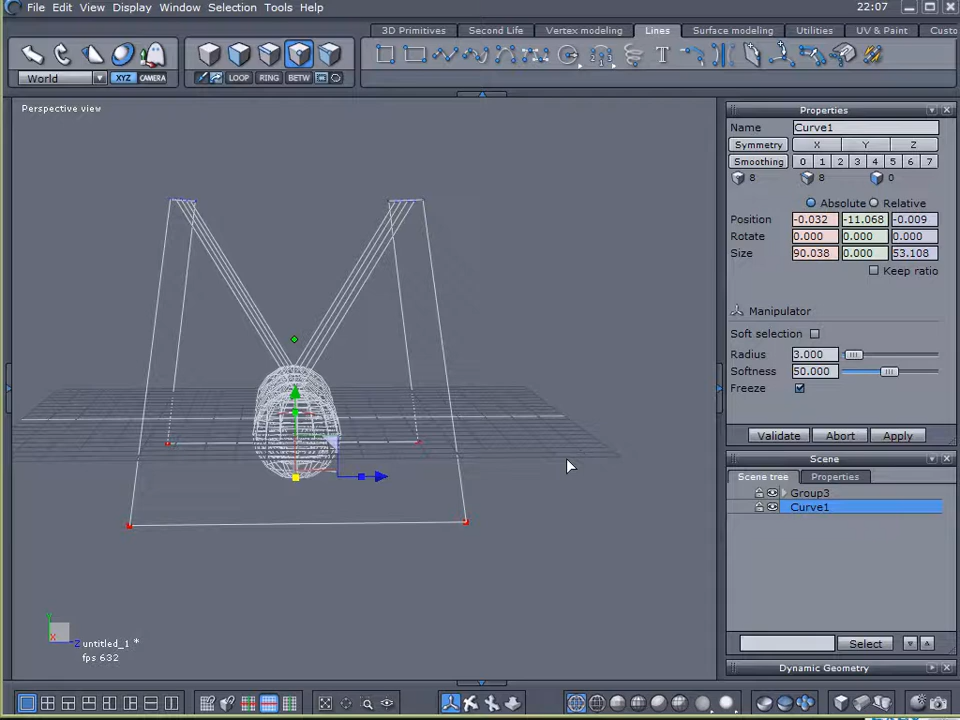 File Edit View Display Window Selection Tools Help 22:07
3D Primitives Second Life Vertex modeling Lines Surface modeling Utilities UV & Paint Custo
World XYZ CAMERA LOOP RING BETW
Perspective view
Properties
Name Curve1
Symmetry X Y Z
Smoothing 0 1 2 3 4 5 6 7
8 8 0
Absolute Relative
Position -0.032 -11.068 -0.009
Rotate 0.000 0.000 0.000
Size 90.038 0.000 53.108
Keep ratio
Manipulator
Soft selection
Radius 3.000
Softness 50.000
Freeze
Validate Abort Apply
Scene
Scene tree Properties
Group3
Curve1
Y
X
Z
untitled_1 *
fps 632
Select
Dynamic Geometry